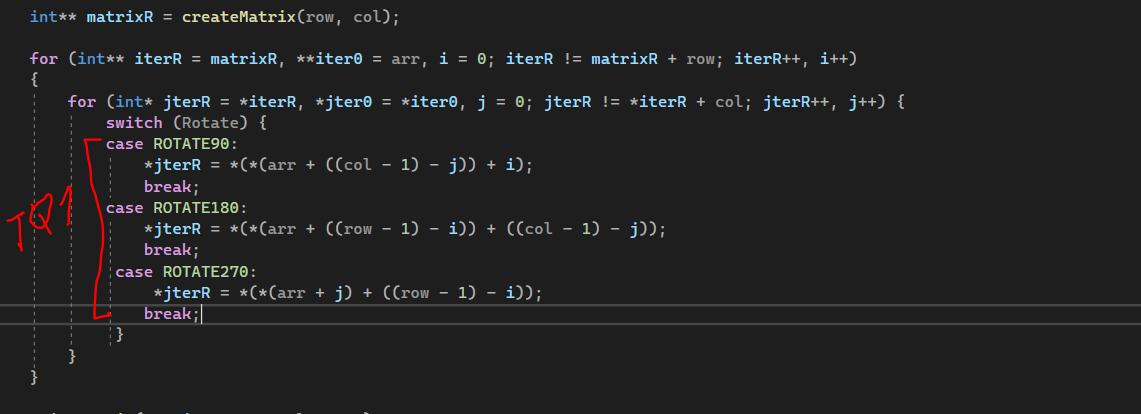 int** matrixR = createMatrix(row, col);
for (int** iterR = matrixR, **iter0 = arr, i = 0; iterR != matrixR + row; iterR++, i++)
{
for (int* jterR = *iterR, *jter0 = *iter0, j = 0; jterR != *iterR + col; jterR++, j++) {
switch (Rotate) {
case ROTATE90:
*jterR = *(*(arr + ((col - 1) - j)) + i);
break;
case ROTATE180:
*jterR = *(*(arr + ((row - 1) - i)) + ((col - 1) - j));
break;
case ROTATE270:
*jterR = *(*(arr + j) + ((row - 1) - i));
break;
}
}
}